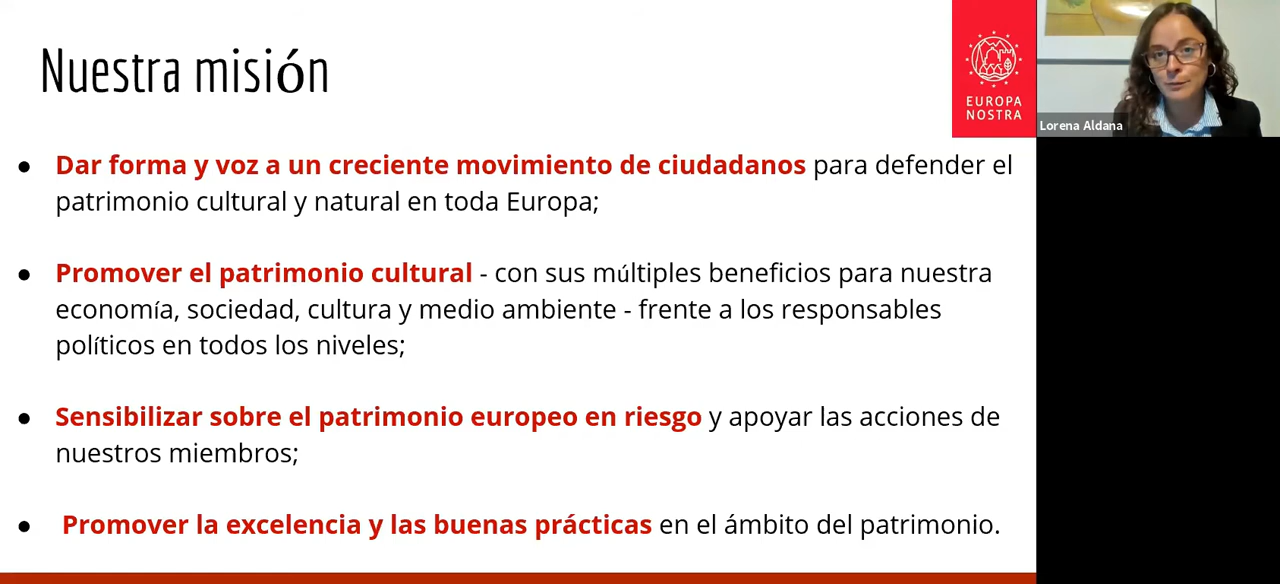 Nuestra misión
EUROPA
NOSTRA
Lorena Aldana
● Dar forma y voz a un creciente movimiento de ciudadanos para defender el
patrimonio cultural y natural en toda Europa;
● Promover el patrimonio cultural - con sus múltiples beneficios para nuestra
economía, sociedad, cultura y medio ambiente - frente a los responsables
políticos en todos los niveles;
● Sensibilizar sobre el patrimonio europeo en riesgo y apoyar las acciones de
nuestros miembros;
● Promover la excelencia y las buenas prácticas en el ámbito del patrimonio.